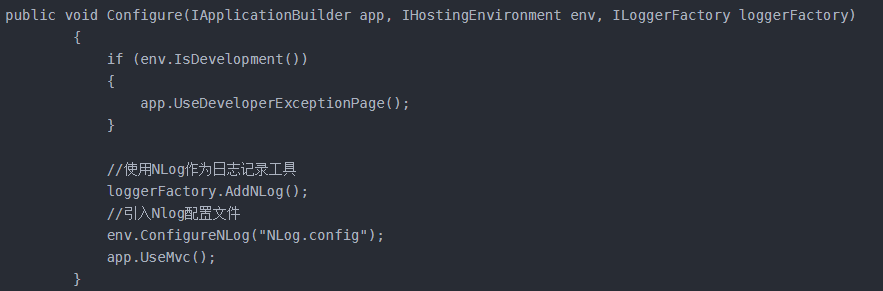 public void Configure(IApplicationBuilder app, IHostingEnvironment env, ILoggerFactory loggerFactory)
        {
            if (env.IsDevelopment())
            {
                app.UseDeveloperExceptionPage();
            }

            //使用NLog作为日志记录工具
            loggerFactory.AddNLog();
            //引入Nlog配置文件
            env.ConfigureNLog("NLog.config");
            app.UseMvc();
        }